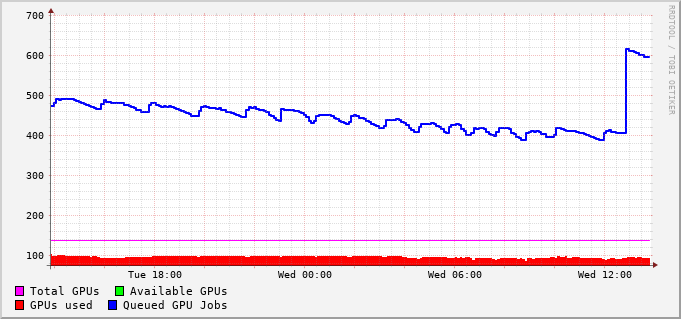 700
600
500
400
300
200
100
Tue 18:00 Wed 00:00 Wed 06:00 Wed 12:00
Total GPUs Available GPUs
GPUs used Queued GPU Jobs
RRDTOOL / TOBI OETIKER